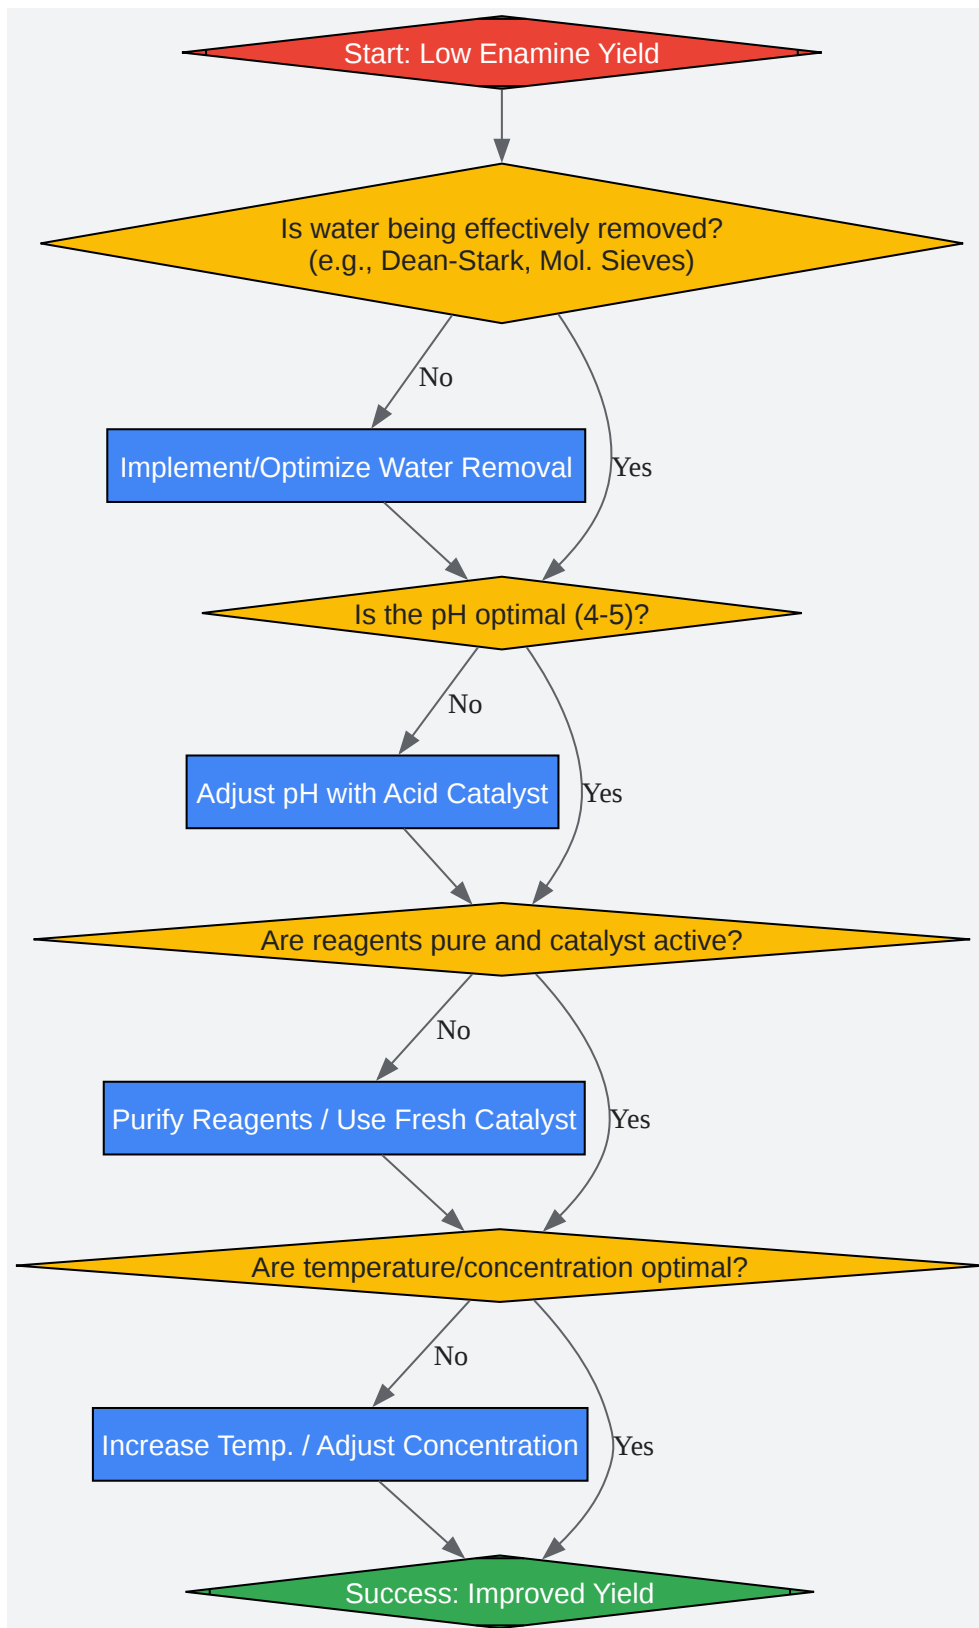 Start: Low Enamine Yield
Is water being effectively removed?
(e.g., Dean-Stark, Mol. Sieves)
No
Implement/Optimize Water Removal
Yes
Is the pH optimal (4-5)?
No
Adjust pH with Acid Catalyst
Yes
Are reagents pure and catalyst active?
No
Purify Reagents / Use Fresh Catalyst
Yes
Are temperature/concentration optimal?
No
Increase Temp. / Adjust Concentration
Yes
Success: Improved Yield